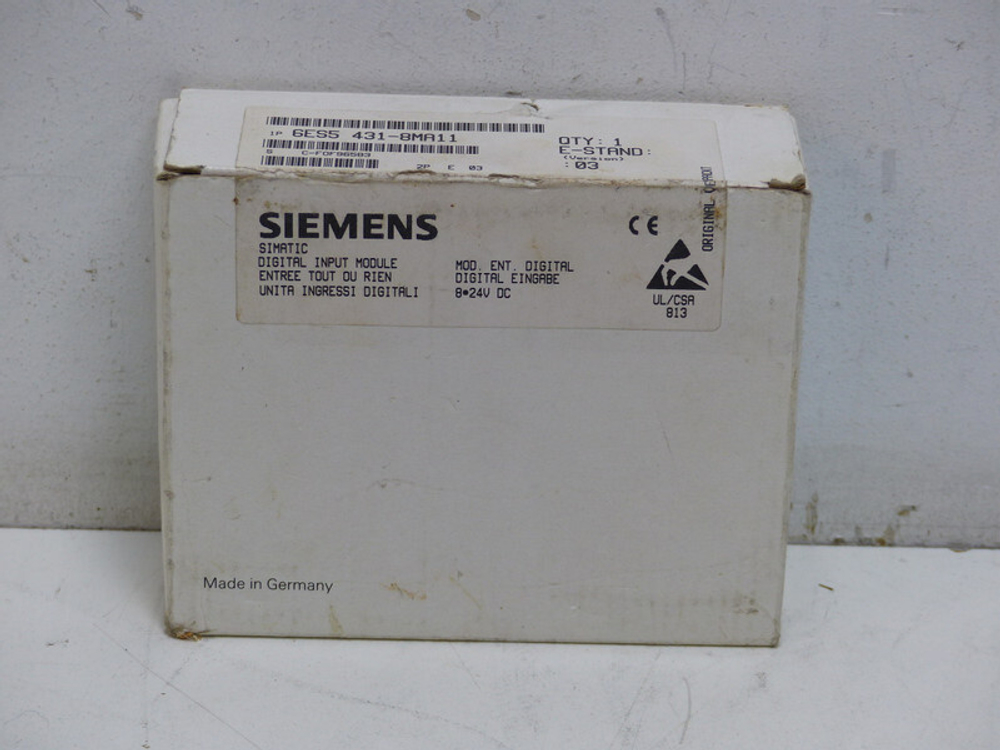 1P 6ES5 431-8MA11
S C-FOF96503
2P E 03
QTY: 1
E-STAND:
(Version)
: 03
SIEMENS
SIMATIC
DIGITAL INPUT MODULE
ENTREE TOUT OU RIEN
UNITA INGRESSI DIGITALI
MOD. ENT. DIGITAL
DIGITAL EINGABE
8*24V DC
CE
ORIGINAL
UL/CSA
813
Made in Germany